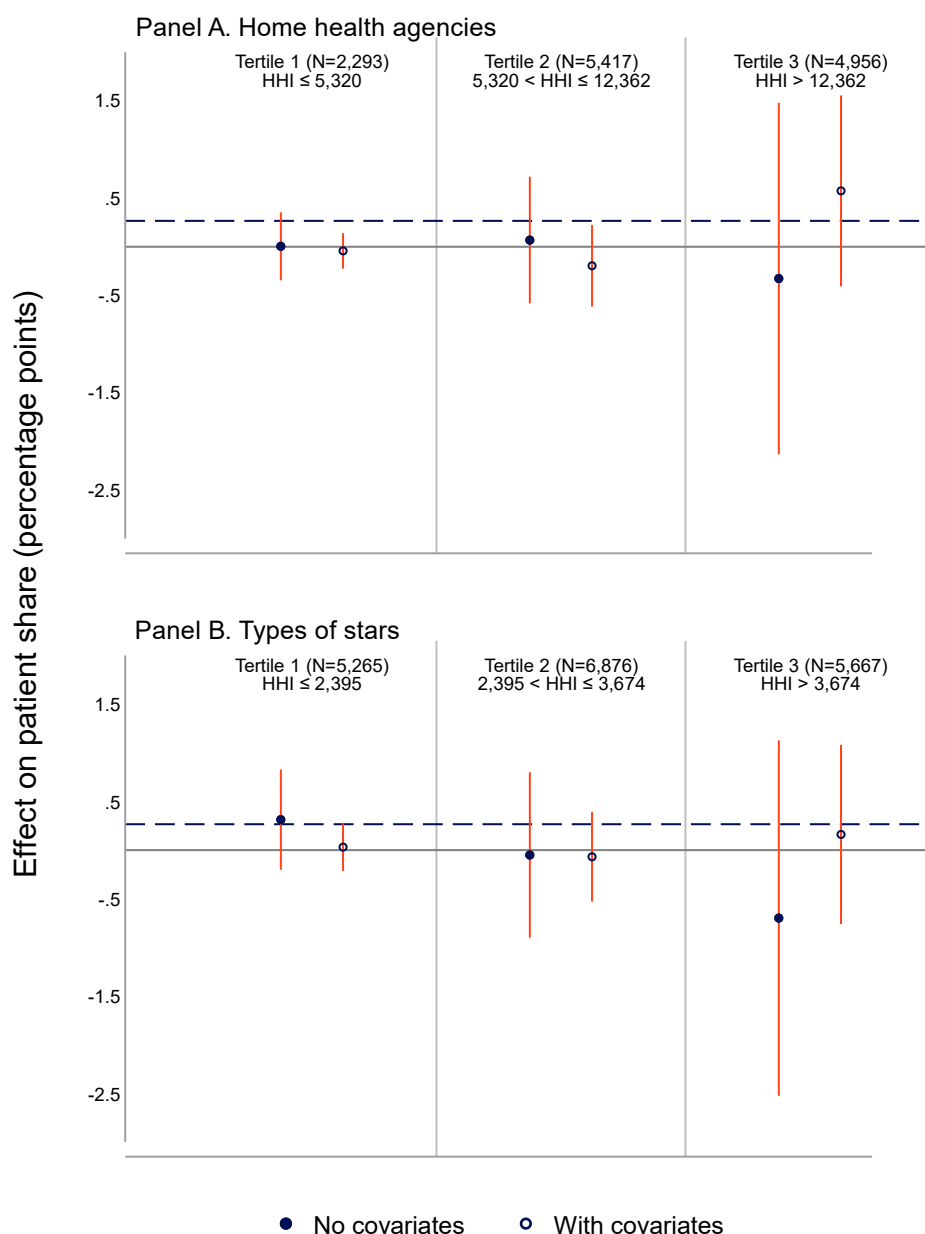 Panel A. Home health agencies
Tertile 1 (N=2,293)
HHI ≤ 5,320
Tertile 2 (N=5,417)
5,320 < HHI ≤ 12,362
Tertile 3 (N=4,956)
HHI > 12,362
1.5
.5
-.5
-1.5
-2.5
Effect on patient share (percentage points)
Panel B. Types of stars
Tertile 1 (N=5,265)
HHI ≤ 2,395
Tertile 2 (N=6,876)
2,395 < HHI ≤ 3,674
Tertile 3 (N=5,667)
HHI > 3,674
1.5
.5
-.5
-1.5
-2.5
No covariates
With covariates